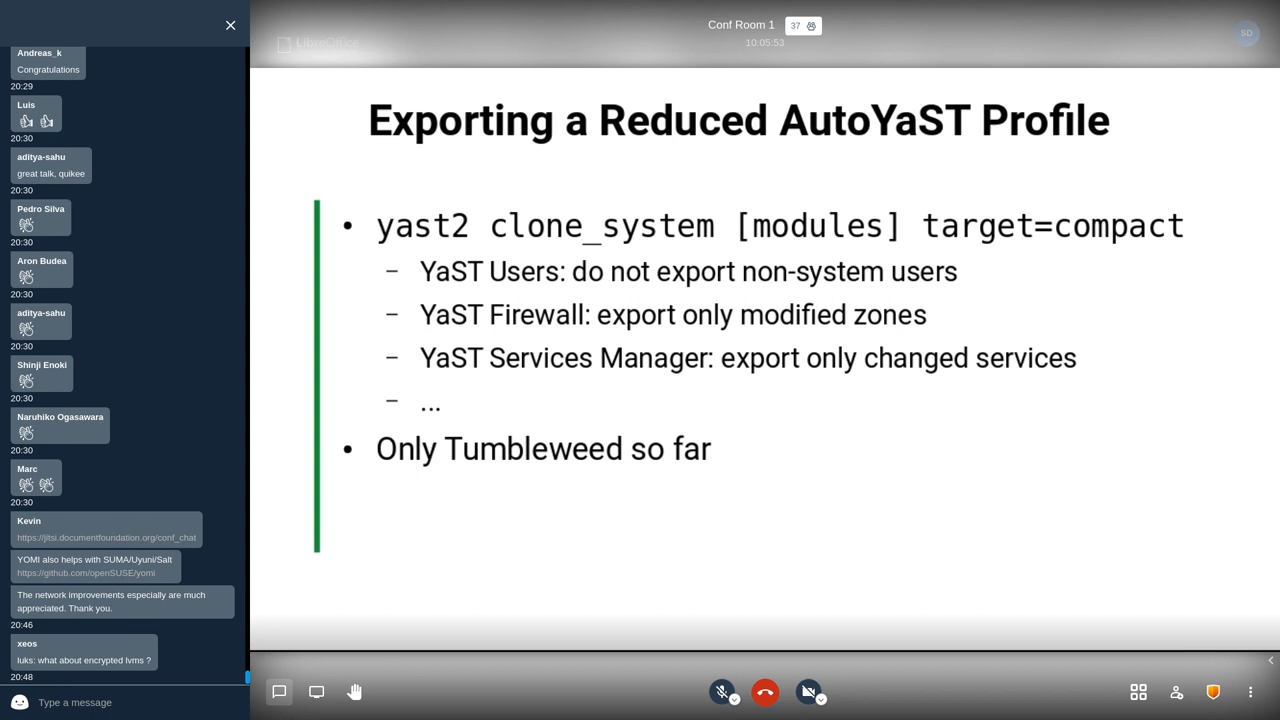 Andreas_k
Congratulations
20:29
Luis
20:30
aditya-sahu
great talk, quikee
20:30
Pedro Silva
20:30
Aron Budea
20:30
aditya-sahu
20:30
Shinji Enoki
20:30
Naruhiko Ogasawara
20:30
Marc
20:30
Kevin
https://jitsi.documentfoundation.org/conf_chat
YOMI also helps with SUMA/Uyuni/Salt
https://github.com/openSUSE/yomi
The network improvements especially are much
appreciated. Thank you.
20:46
xeos
luks: what about encrypted lvms ?
20:48
Type a message
LibreOffice
Conf Room 1
37
10:05:53
SD
Exporting a Reduced AutoYaST Profile
• yast2 clone_system [modules] target=compact
– YaST Users: do not export non-system users
– YaST Firewall: export only modified zones
– YaST Services Manager: export only changed services
– ...
• Only Tumbleweed so far